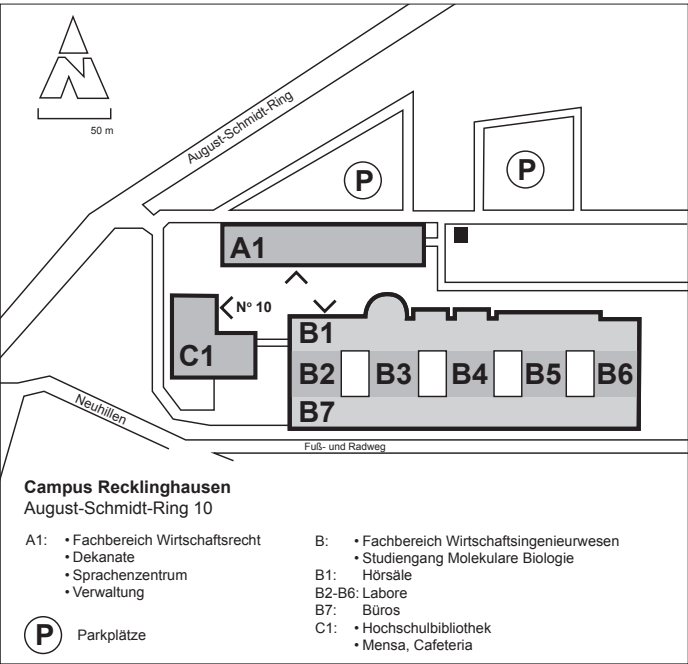 N
50 m
August-Schmidt-Ring
P
P
A1
N° 10
B1
C1
B2
B3
B4
B5
B6
B7
Neuhillen
Fuß- und Radweg
Campus Recklinghausen
August-Schmidt-Ring 10
A1: • Fachbereich Wirtschaftsrecht
• Dekanate
• Sprachenzentrum
• Verwaltung
P Parkplätze
B: • Fachbereich Wirtschaftsingenieurwesen
• Studiengang Molekulare Biologie
B1: Hörsäle
B2-B6: Labore
B7: Büros
C1: • Hochschulbibliothek
• Mensa, Cafeteria